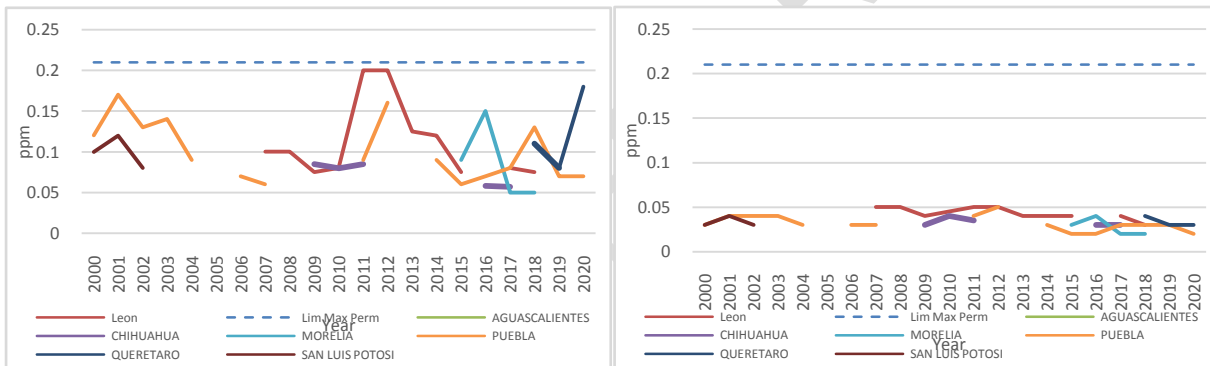 0.25
0.2
0.15
0.1
0.05
0
ppm
2000 2001 2002 2003 2004 2005 2006 2007 2008 2009 2010 2011 2012 2013 2014 2015 2016 2017 2018 2019 2020
Year
Leon Lim Max Perm AGUASCALIENTES
CHIHUAHUA MORELIA PUEBLA
QUERETARO SAN LUIS POTOSI
0.25
0.2
0.15
0.1
0.05
0
ppm
2000 2001 2002 2003 2004 2005 2006 2007 2008 2009 2010 2011 2012 2013 2014 2015 2016 2017 2018 2019 2020
Leon Lim Max Perm AGUASCALIENTES
CHIHUAHUA MORELIA PUEBLA
Year
QUERETARO SAN LUIS POTOSI